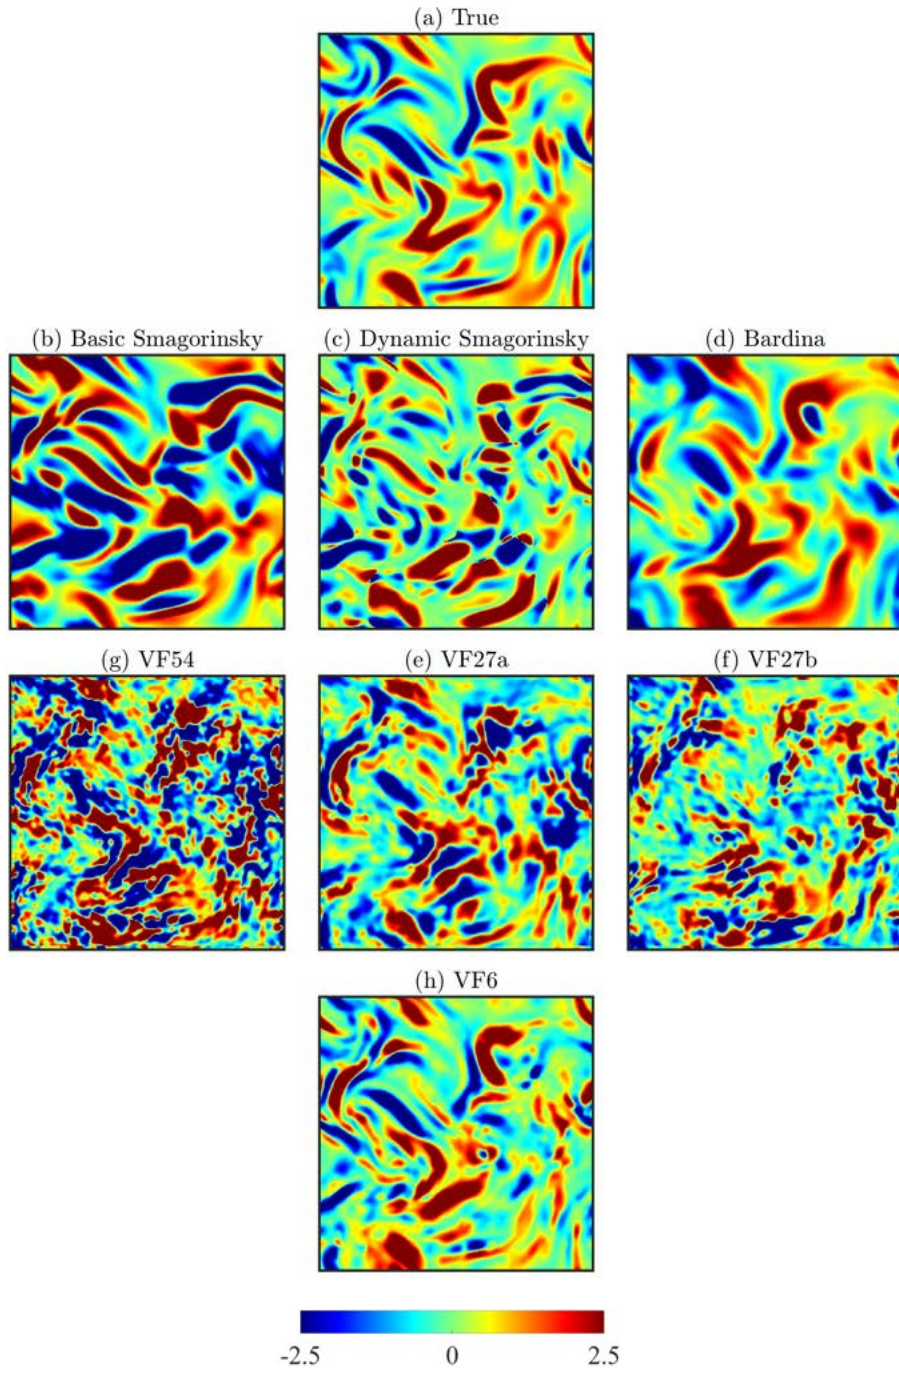 (a) True
(b) Basic Smagorinsky (c) Dynamic Smagorinsky (d) Bardina
(g) VF54 (e) VF27a (f) VF27b
(h) VF6
-2.5 0 2.5